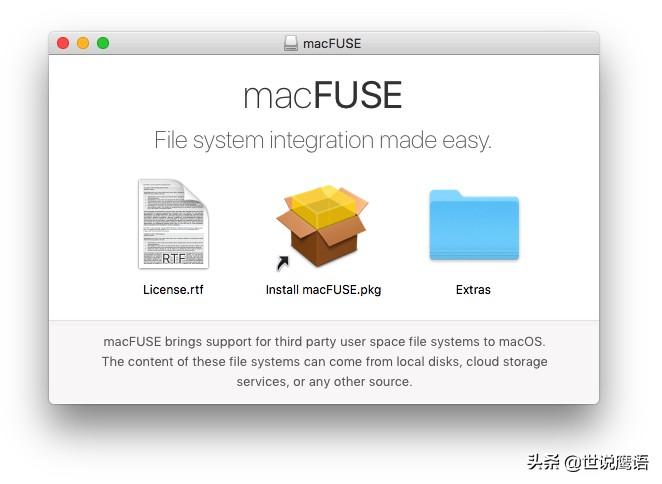 macFUSE
macFUSE
File system integration made easy.
RTF
License.rtf
Install macFUSE.pkg
Extras
macFUSE brings support for third party user space file systems to macOS.
The content of these file systems can come from local disks, cloud storage
services, or any other source.
头条 @世说鹰语